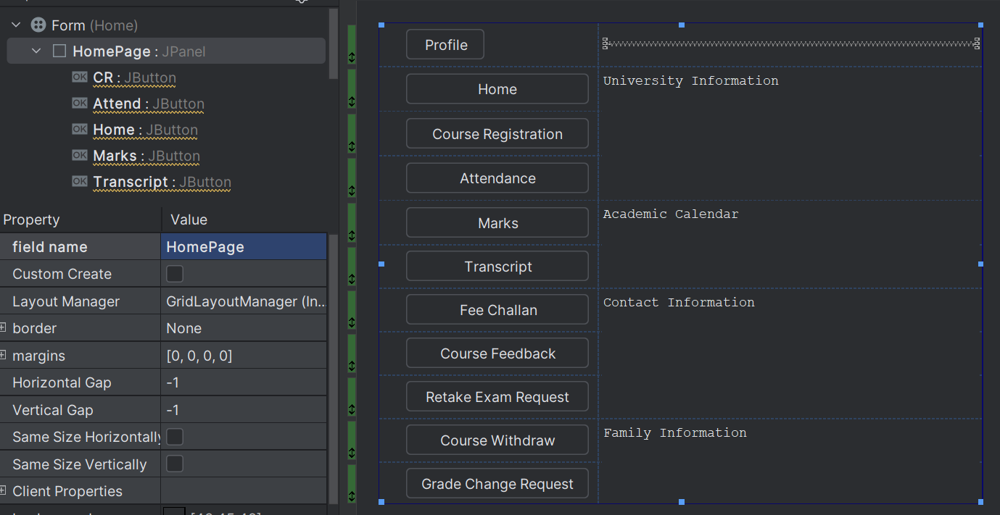 Form (Home)
HomePage : JPanel
OK CR : JButton
OK Attend : JButton
OK Home : JButton
OK Marks : JButton
OK Transcript : JButton
Property Value
field name HomePage
Custom Create
Layout Manager GridLayoutManager (In...
border None
margins [0, 0, 0, 0]
Horizontal Gap -1
Vertical Gap -1
Same Size Horizontally
Same Size Vertically
Client Properties
Profile
Home
Course Registration
Attendance
Marks
Transcript
Fee Challan
Course Feedback
Retake Exam Request
Course Withdraw
Grade Change Request
University Information
Academic Calendar
Contact Information
Family Information